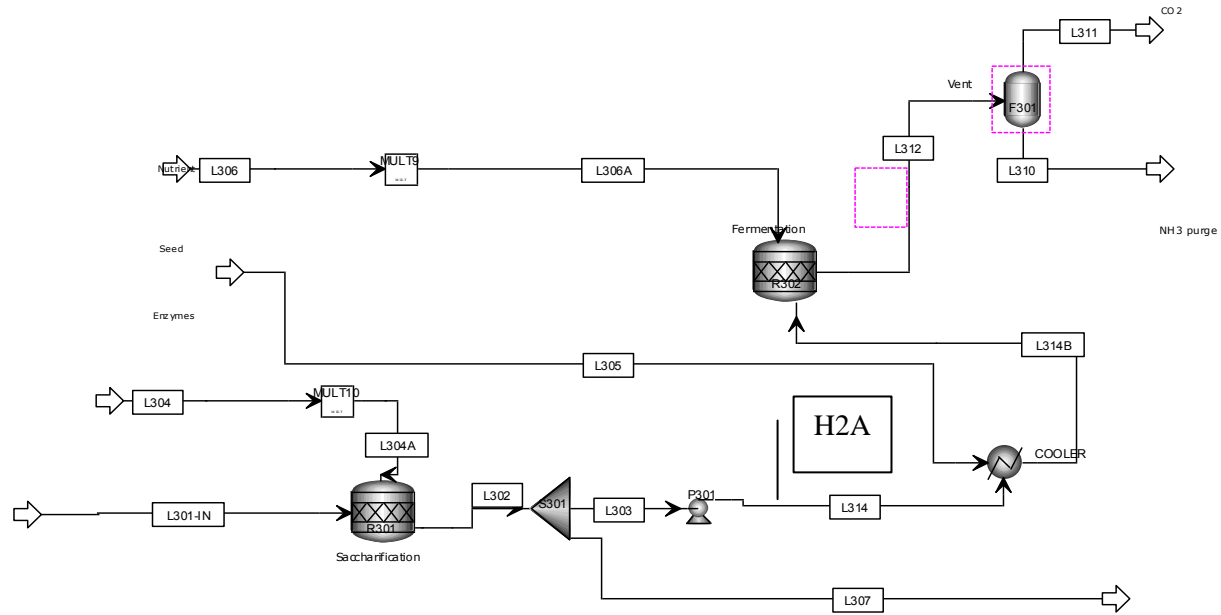 CO2
L311
Vent
F301
L312
MULT9
Nutrient
L306
L306A
L310
Fermentation
NH3 purge
Seed
R302
Enzymes
L314B
L305
MULT10
L304
H2A
L304A
COOLER
L302
P301
S301
L301-IN
L303
L314
R301
Saccharification
L307